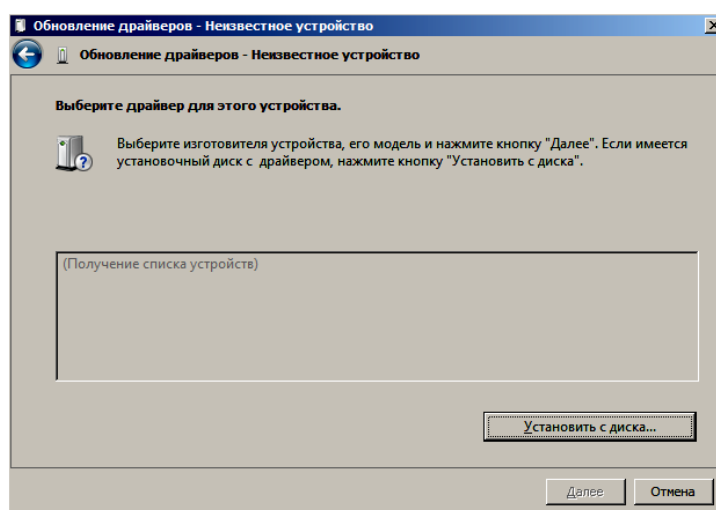 Обновление драйверов - Неизвестное устройство
Обновление драйверов - Неизвестное устройство
Выберите драйвер для этого устройства.
Выберите изготовителя устройства, его модель и нажмите кнопку "Далее". Если имеется
установочный диск с драйвером, нажмите кнопку "Установить с диска".
(Получение списка устройств)
Установить с диска...
Далее
Отмена